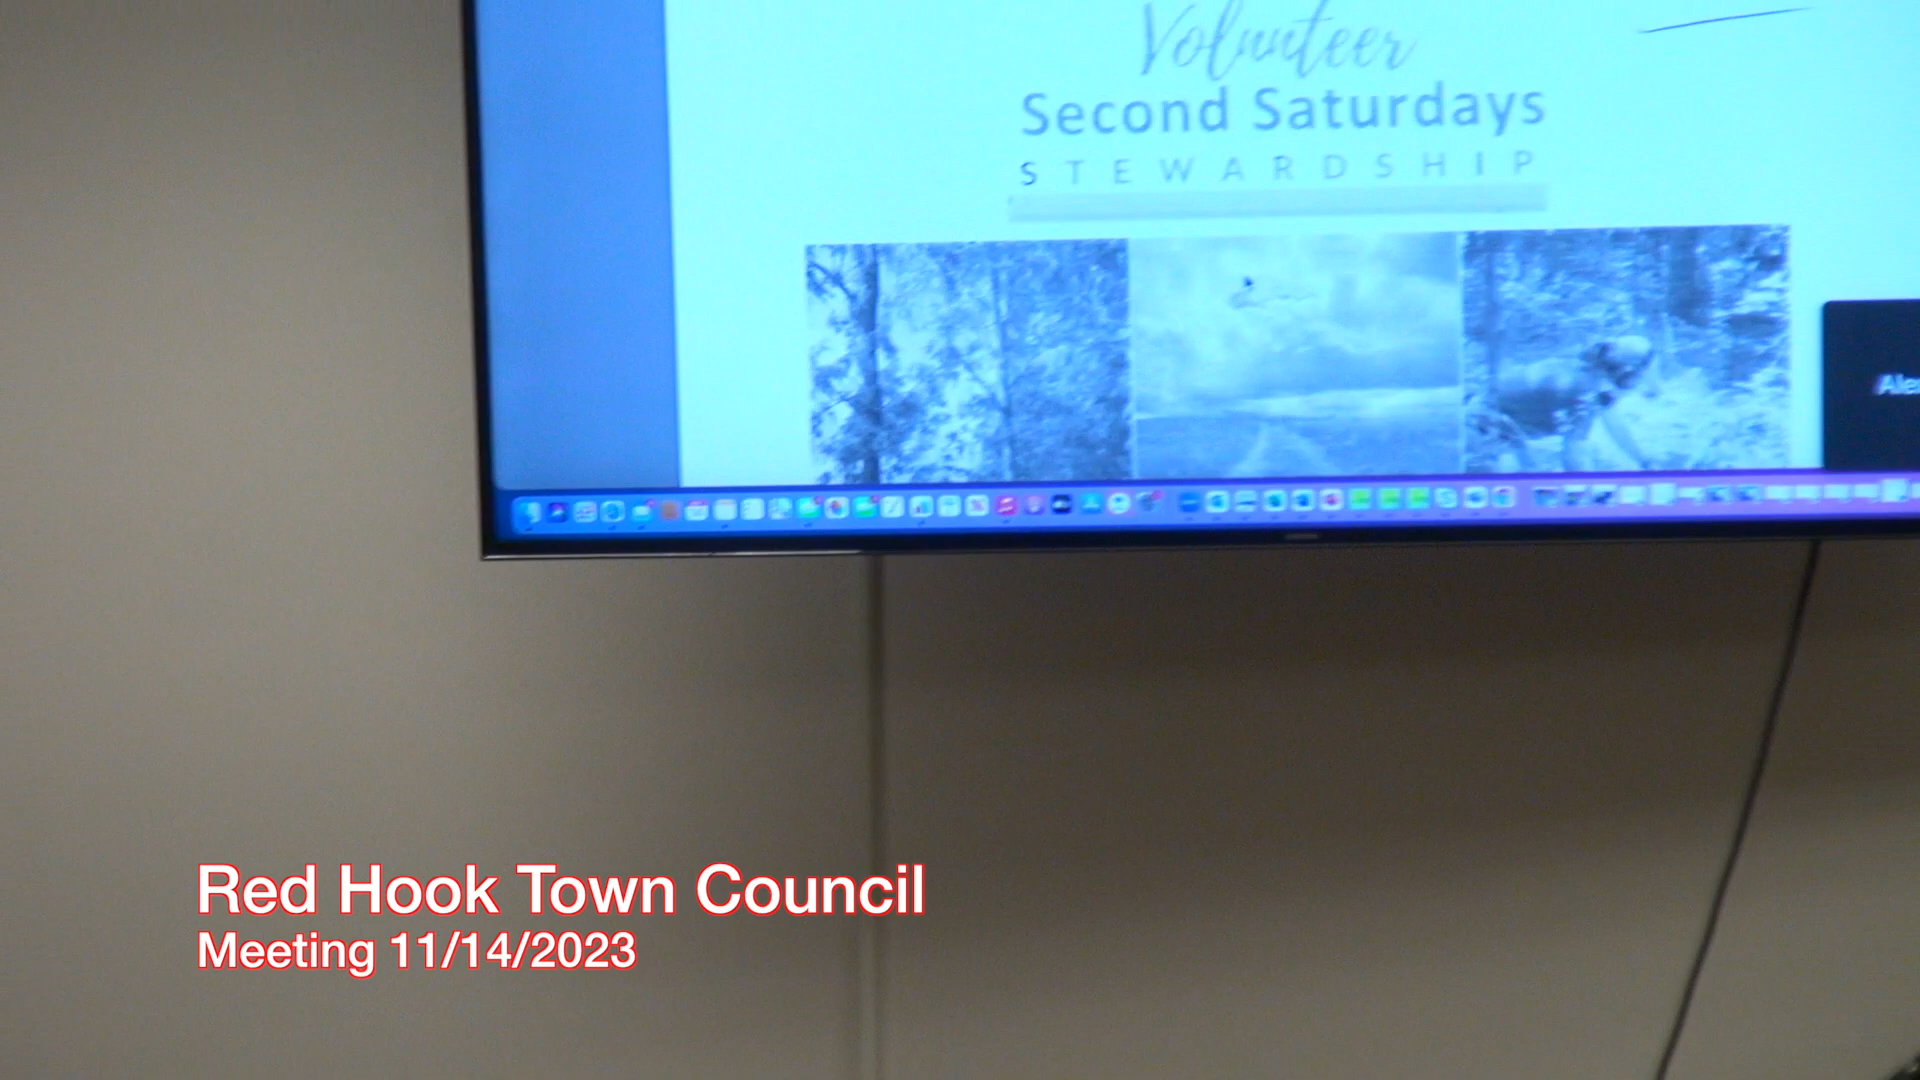 Volunteer
Second Saturdays
STEWARDSHIP
Red Hook Town Council
Meeting 11/14/2023